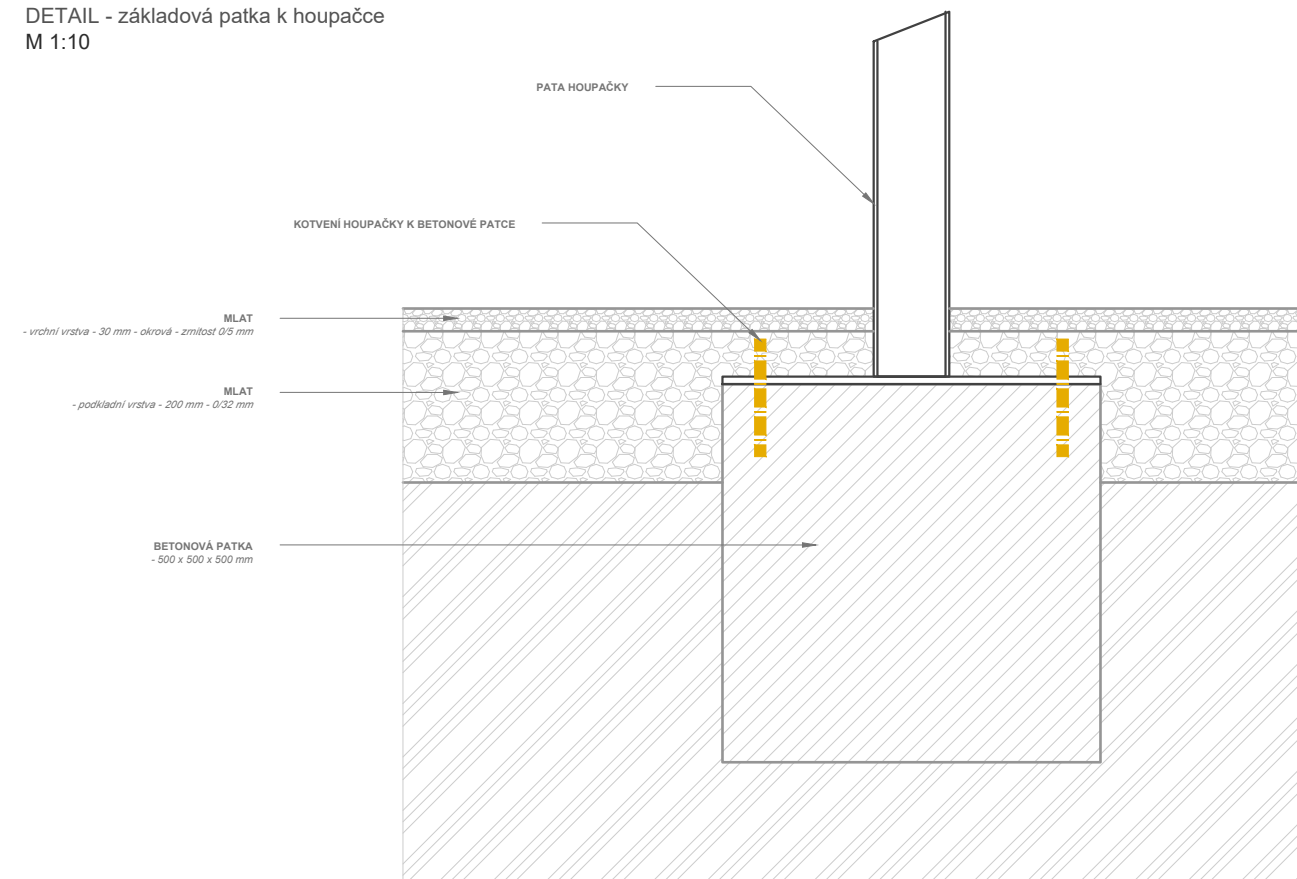 DETAIL - základová patka k houpačce
M 1:10
PATA HOUPAČKY
KOTVENÍ HOUPAČKY K BETONOVÉ PATCE
MLAT
- vrchní vrstva - 30 mm - okrová - zrnitost 0/5 mm
MLAT
- podkladní vrstva - 200 mm - 0/32 mm
BETONOVÁ PATKA
- 500 x 500 x 500 mm